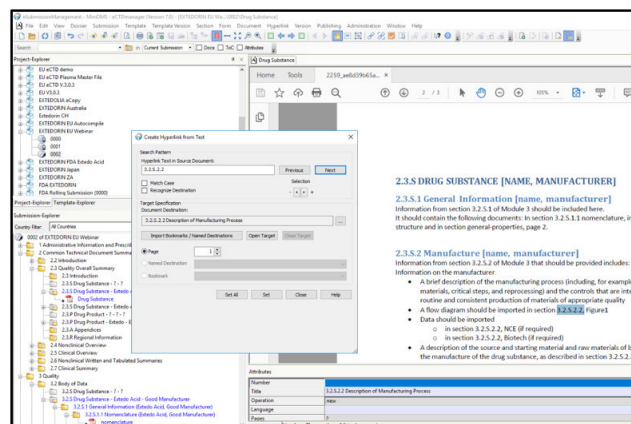 eSubmissionManagement - MiniDMS - eCTDmanager (Version 7.0) - [EXTEDORIN EU We...\0002\Drug Substance]
File Edit View Dossier Submission Template Template Version Section Form Document Hyperlink Version Publishing Administration Window Help
Search: in Current Submission Docs ToC Attributes
Project-Explorer
EU eCTD demo
EU eCTD Plasma Master File
EU V.3.0.1
EU V3.0.3
EXTEDOLIA eCopy
EXTEDORIN Australia
Extedorin CH
EXTEDORIN EU Autocompile
EXTEDORIN EU Webinar
0000
0001
0002
EXTEDORIN FDA Extedo Acid
EXTEDORIN Japan
EXTEDORIN ZA
FDA EXTEDORIN
FDA Rolling Submission (0000)
Project-Explorer Template-Explorer
Submission-Explorer
Country Filter: All Countries
0002 of EXTEDORIN EU Webinar
1 Administrative Information and Prescrib
2 Common Technical Document Summa
2.2 Introduction
2.3 Quality Overall Summary
2.3 Introduction
2.3.S Drug Substance - ? - ?
2.3.S Drug Substance - Extedo
Drug Substance
2.3.P Drug Product - ? - ? - ?
2.3.P Drug Product - Extedo - E
2.3.A Appendices
2.3.R Regional Information
2.4 Nonclinical Overview
2.5 Clinical Overview
2.6 Nonclinical Written and Tabulated Summaries
2.7 Clinical Summary
3 Quality
3.2 Body of Data
3.2.S Drug Substance - ? - ?
3.2.S Drug Substance - Extedo Acid - Good Manufacturer
3.2.S.1 General Information (Extedo Acid, Good Manufacturer)
3.2.S.1.1 Nomenclature (Extedo Acid, Good Manufacturer)
nomenclature
Create Hyperlink from Text
Search Pattern
Hyperlink Text in Source Document:
3.2.S.2.2
Previous
Next
Match Case
Recognize Destination
Selection
Target Specification
Document Destination:
3.2.S.2.2 Description of Manufacturing Process
...
Import Bookmarks / Named Destinations
Open Target
Clear Target
Page
1
Named Destination
Bookmark
Set All
Set
Close
Help
Drug Substance
Home Tools 2259_ae8d39b65a... ×
2 / 3
105%
2.3.S DRUG SUBSTANCE [NAME, MANUFACTURER]
2.3.S.1 General Information [name, manufacturer]
Information from section 3.2.S.1 of Module 3 should be included here.
It should contain the following documents: In section 3.2.S.1.1 nomenclature, in
structure and in section general-properties, page 2.
2.3.S.2 Manufacture [name, manufacturer]
Information from section 3.2.S.2 of Module 3 that should be provided includes:
Information on the manufacturer
• A brief description of the manufacturing process (including, for example
materials, critical steps, and reprocessing) and the controls that are inte
routine and consistent production of materials of appropriate quality
• A flow diagram should be imported in section 3.2.S.2.2, Figure1
• Data should be imported
o in section 3.2.S.2.2, NCE (if required)
o in section 3.2.S.2.2, Biotech (if required)
• A description of the source and starting material and raw materials of b
the manufacture of the drug substance, as described in section 3.2.S.2.
Attributes
Number
Title 3.2.S.2.2 Description of Manufacturing Process
Operation new
Language
Pages ?